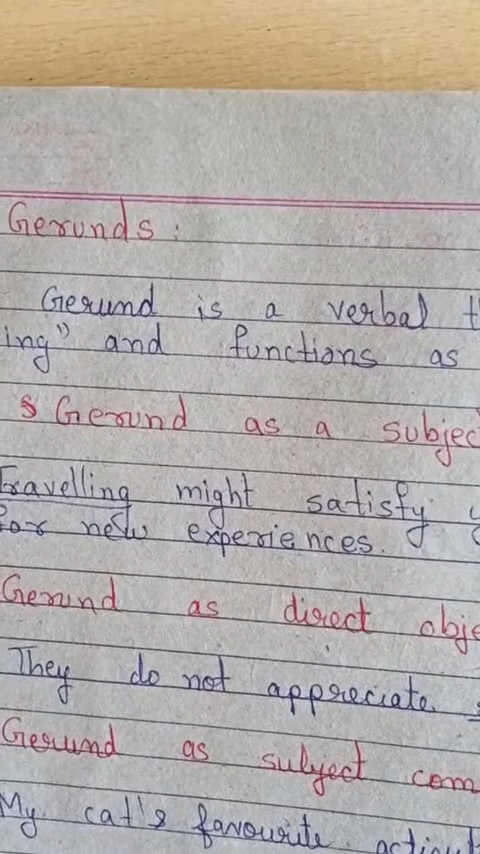 Gerunds :
Gerund is a verbal
ing" and functions as
Gerund as a subjec
Travelling might satisfy
for new experiences.
Gerund as direct obje
They do not appreciate
Gerund as subject com
My cat's favourite activi